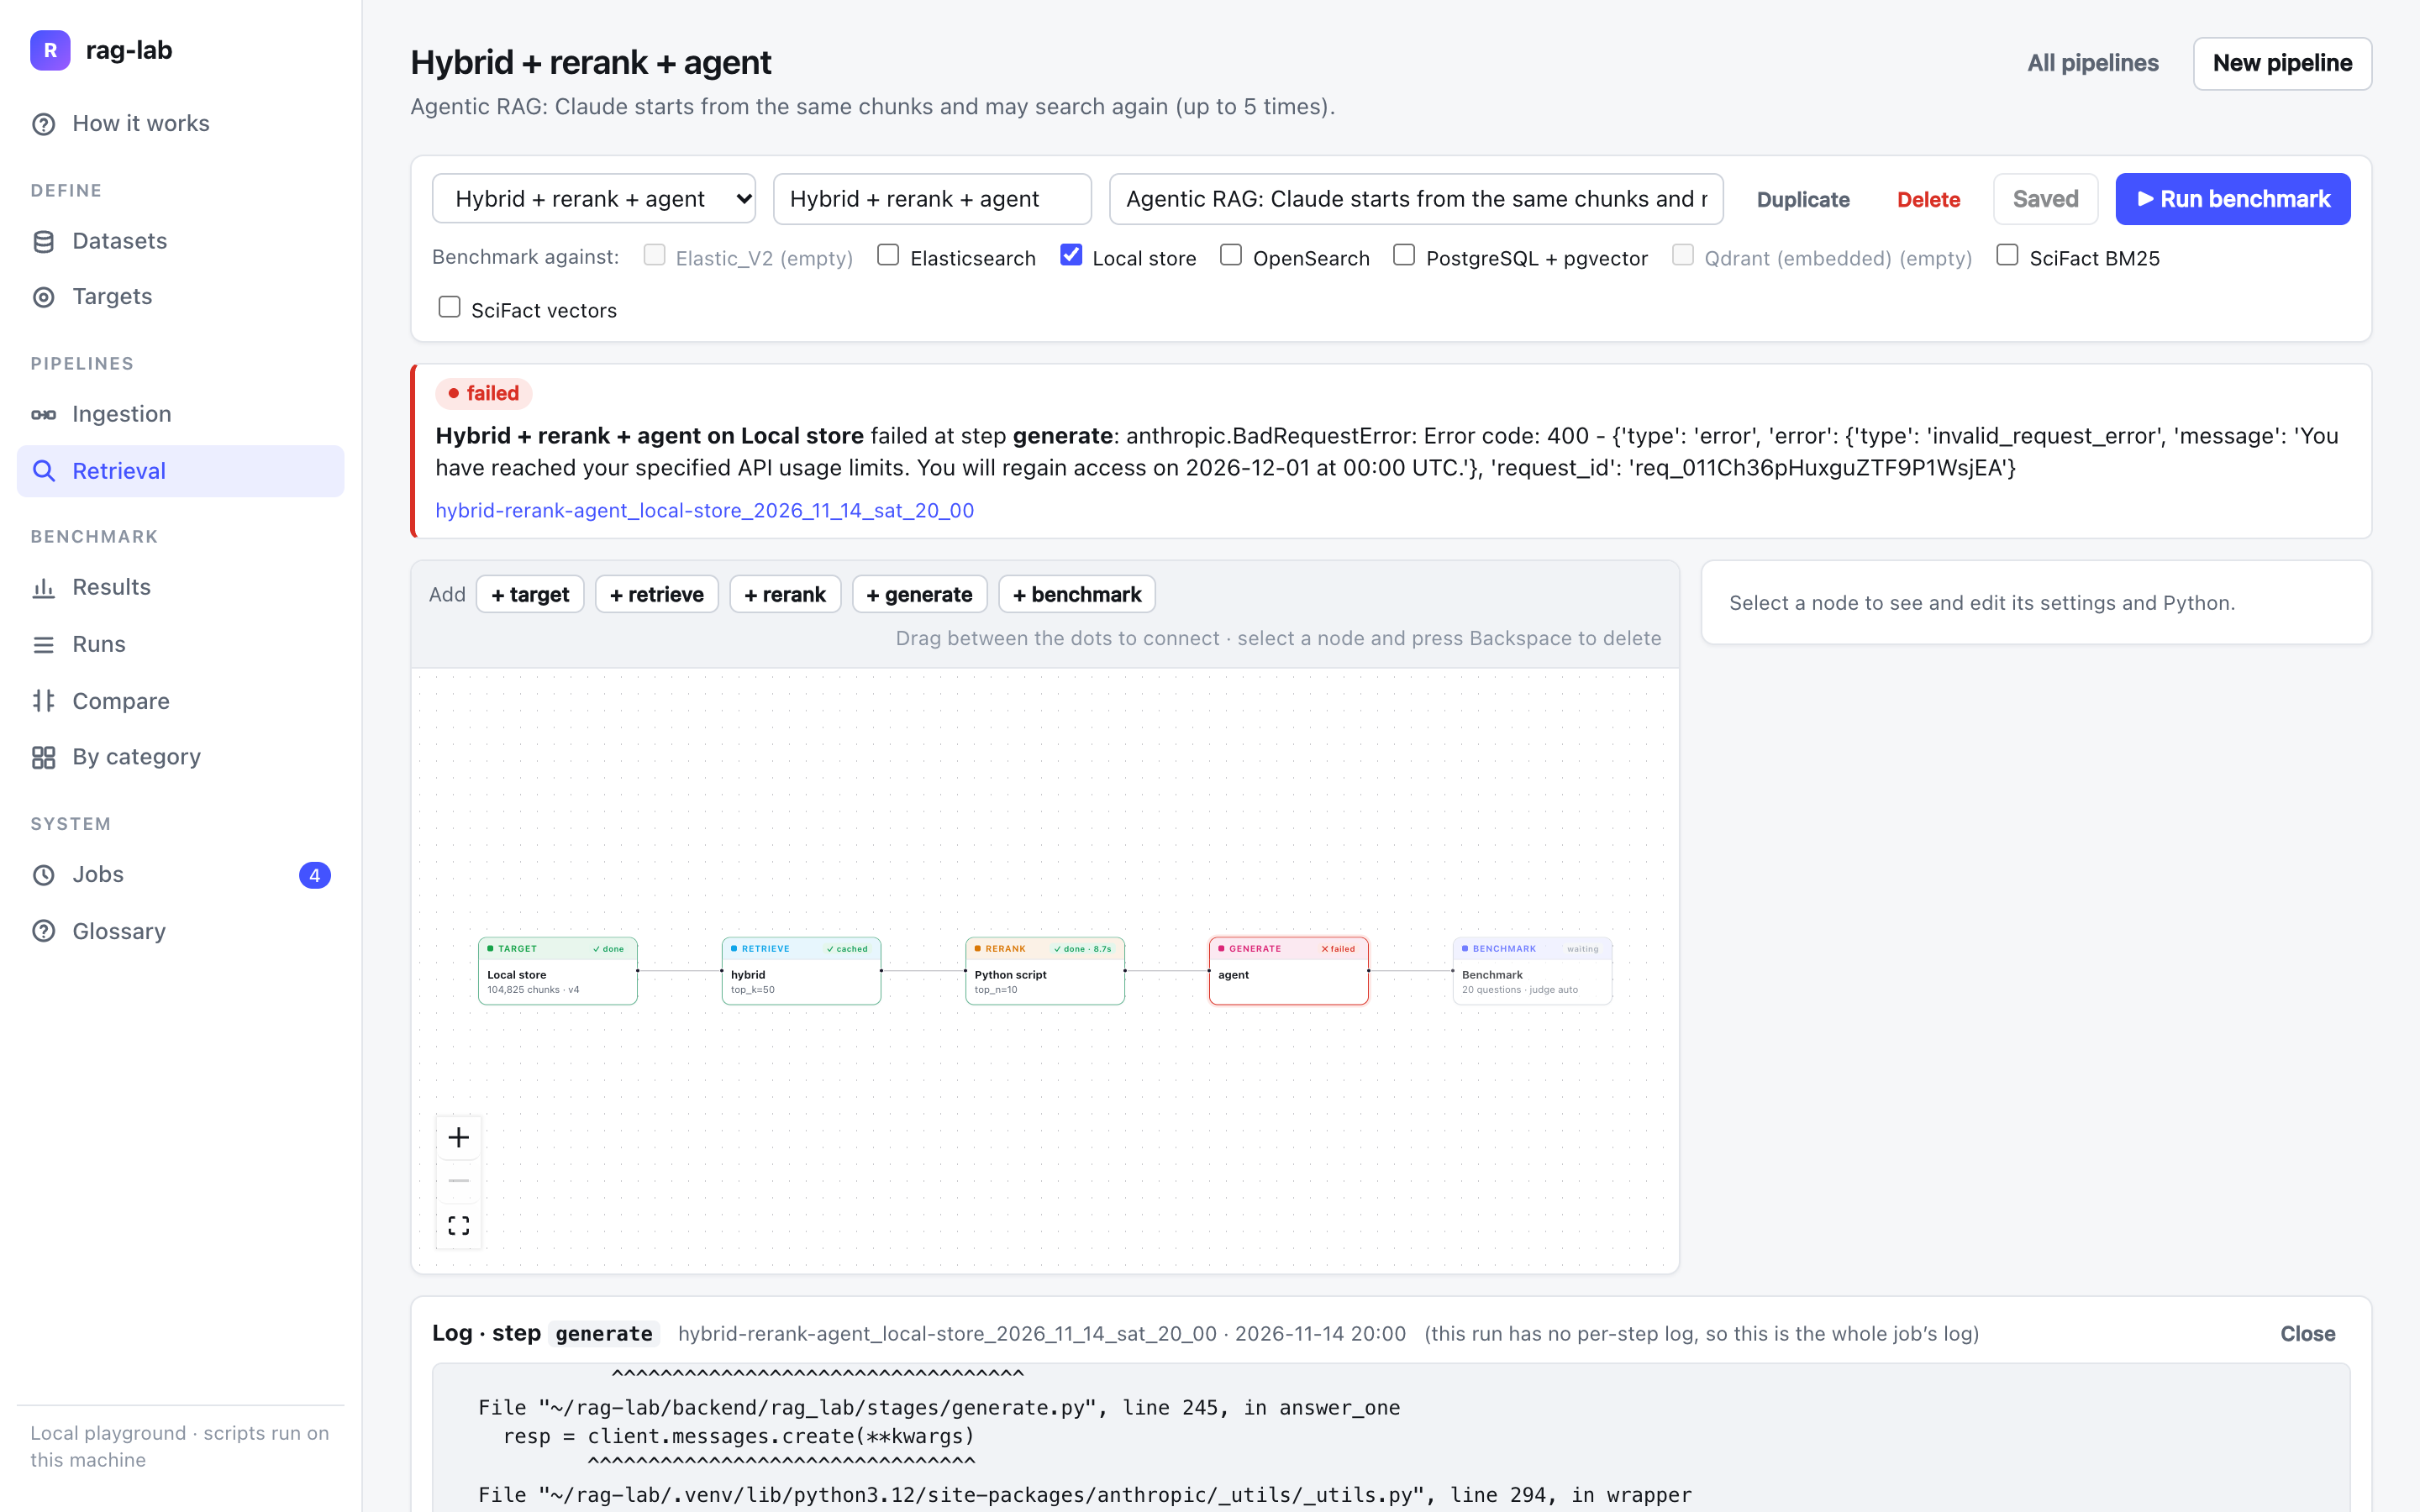 R
rag-lab
How it works
DEFINE
Datasets
Targets
PIPELINES
Ingestion
Retrieval
BENCHMARK
Results
Runs
Compare
By category
SYSTEM
Jobs
4
Glossary
Local playground · scripts run on
this machine
Hybrid + rerank + agent
All pipelines
New pipeline
Agentic RAG: Claude starts from the same chunks and may search again (up to 5 times).
Hybrid + rerank + agent
Hybrid + rerank + agent
Agentic RAG: Claude starts from the same chunks and r
Duplicate
Delete
Saved
Run benchmark
Benchmark against:
Elastic_V2 (empty)
Elasticsearch
Local store
OpenSearch
PostgreSQL + pgvector
Qdrant (embedded) (empty)
SciFact BM25
SciFact vectors
failed
Hybrid + rerank + agent on Local store failed at step generate: anthropic.BadRequestError: Error code: 400 - {'type': 'error', 'error': {'type': 'invalid_request_error', 'message': 'You
have reached your specified API usage limits. You will regain access on 2026-12-01 at 00:00 UTC.'}, 'request_id': 'req_011Ch36pHuxguZTF9P1WsjEA'}
hybrid-rerank-agent_local-store_2026_11_14_sat_20_00
Add
+ target
+ retrieve
+ rerank
+ generate
+ benchmark
Drag between the dots to connect · select a node and press Backspace to delete
Select a node to see and edit its settings and Python.
TARGET
✓ done
Local store
104,825 chunks · v4
RETRIEVE
✓ cached
hybrid
top_k=50
RERANK
✓ done · 8.7s
Python script
top_n=10
GENERATE
✕ failed
agent
BENCHMARK
waiting
Benchmark
20 questions · judge auto
Log · step generate
hybrid-rerank-agent_local-store_2026_11_14_sat_20_00 · 2026-11-14 20:00
(this run has no per-step log, so this is the whole job's log)
Close
^^^^^^^^^^^^^^^^^^^^^^^^^^^^^^^^^^
File "~/rag-lab/backend/rag_lab/stages/generate.py", line 245, in answer_one
resp = client.messages.create(**kwargs)
^^^^^^^^^^^^^^^^^^^^^^^^^^^^^^^^
File "~/rag-lab/.venv/lib/python3.12/site-packages/anthropic/_utils/_utils.py", line 294, in wrapper